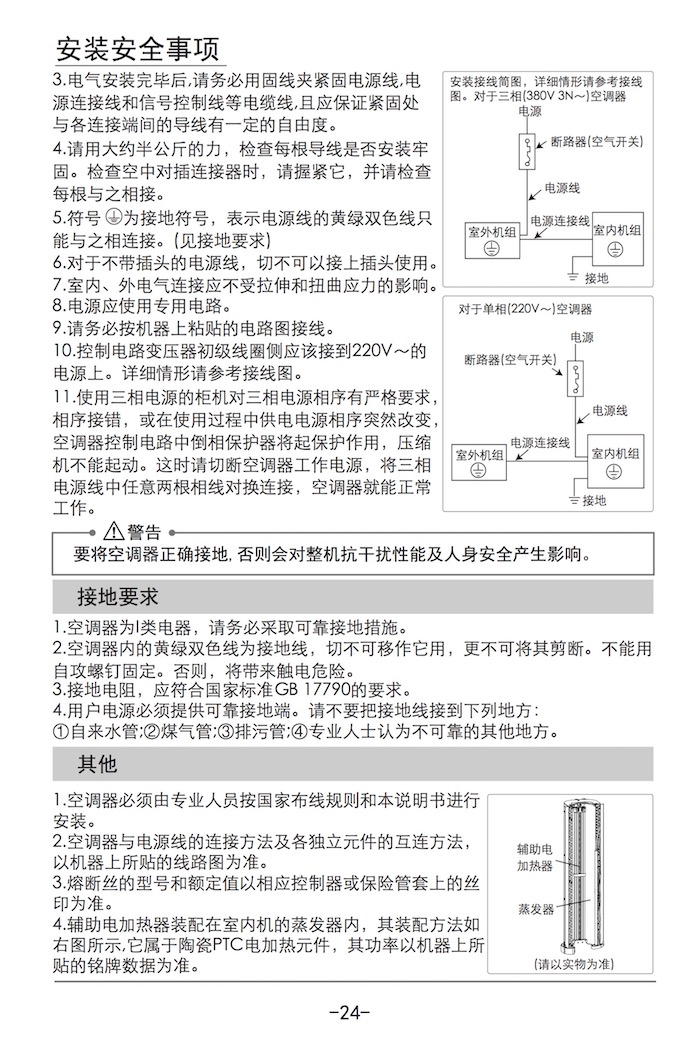 安装安全事项
3.电气安装完毕后,请务必用固线夹紧固电源线,电
源连接线和信号控制线等电缆线,且应保证紧固处
与各连接端间的导线有一定的自由度。
4.请用大约半公斤的力，检查每根导线是否安装牢
固。检查空中对插连接器时，请握紧它，并请检查
每根与之相接。
5.符号⏚为接地符号，表示电源线的黄绿双色线只
能与之相连接。(见接地要求)
6.对于不带插头的电源线，切不可以接上插头使用。
7.室内、外电气连接应不受拉伸和扭曲应力的影响。
8.电源应使用专用电路。
9.请务必按机器上粘贴的电路图接线。
10.控制电路变压器初级线圈侧应该接到220V～的
电源上。详细情形请参考接线图。
11.使用三相电源的柜机对三相电源相序有严格要求，
相序接错，或在使用过程中供电电源相序突然改变，
空调器控制电路中倒相保护器将起保护作用，压缩
机不能起动。这时请切断空调器工作电源，将三相
电源线中任意两根相线对换连接，空调器就能正常
工作。
安装接线简图，详细情形请参考接线
图。对于三相(380V 3N～)空调器
电源
断路器(空气开关)
电源线
电源连接线
室外机组
室内机组
接地
对于单相(220V～)空调器
电源
断路器(空气开关)
电源线
电源连接线
室外机组
室内机组
接地
警告
要将空调器正确接地,否则会对整机抗干扰性能及人身安全产生影响。
接地要求
1.空调器为I类电器，请务必采取可靠接地措施。
2.空调器内的黄绿双色线为接地线，切不可移作它用，更不可将其剪断。不能用
自攻螺钉固定。否则，将带来触电危险。
3.接地电阻，应符合国家标准GB 17790的要求。
4.用户电源必须提供可靠接地端。请不要把接地线接到下列地方：
①自来水管;②煤气管;③排污管;④专业人士认为不可靠的其他地方。
其他
1.空调器必须由专业人员按国家布线规则和本说明书进行
安装。
2.空调器与电源线的连接方法及各独立元件的互连方法，
以机器上所贴的线路图为准。
3.熔断丝的型号和额定值以相应控制器或保险管套上的丝
印为准。
4.辅助电加热器装配在室内机的蒸发器内，其装配方法如
右图所示,它属于陶瓷PTC电加热元件，其功率以机器上所
贴的铭牌数据为准。
辅助电
加热器
蒸发器
(请以实物为准)
-24-